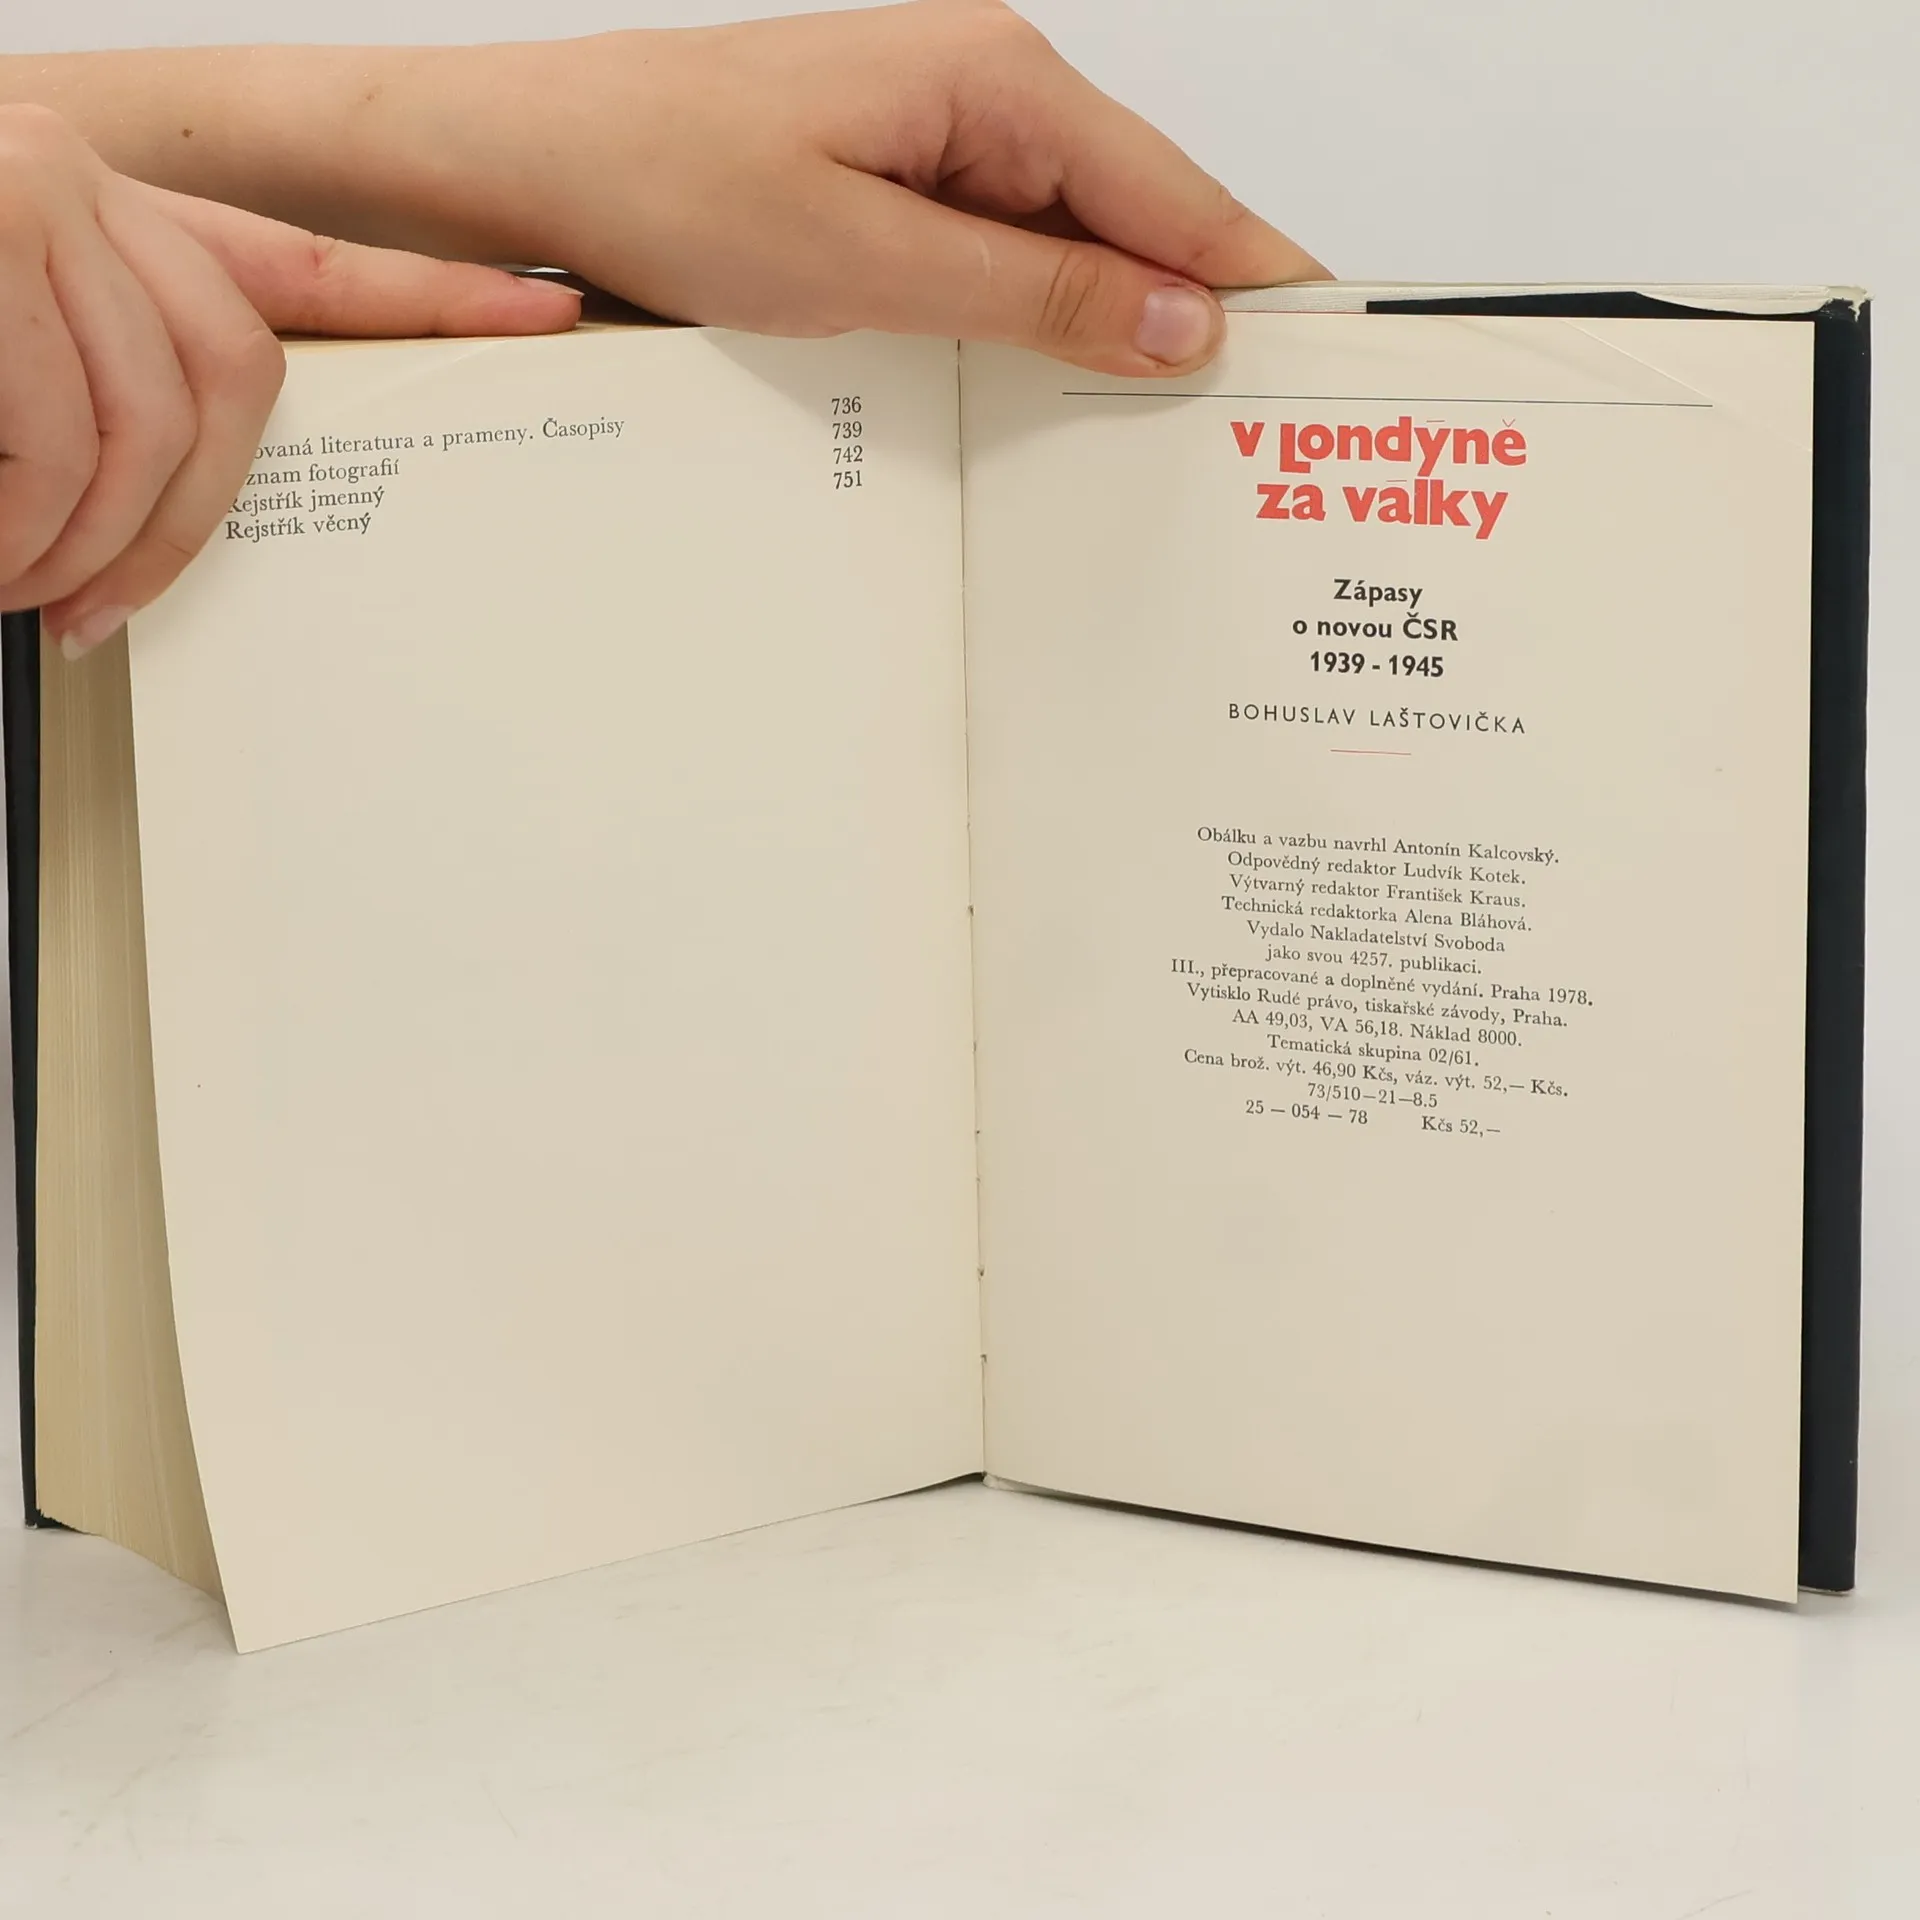 ovaná literatura a prameny. Časopisy 736
znam fotografií 739
Rejstřík jmenný 742
Rejstřík věcný 751
v Londýně
za války
Zápasy
o novou ČSR
1939 - 1945
BOHUSLAV LAŠTOVIČKA
Obálku a vazbu navrhl Antonín Kalcovský.
Odpovědný redaktor Ludvík Kotek.
Výtvarný redaktor František Kraus.
Technická redaktorka Alena Bláhová.
Vydalo Nakladatelství Svoboda
jako svou 4257. publikaci.
III., přepracované a doplněné vydání. Praha 1978.
Vytisklo Rudé právo, tiskařské závody, Praha.
AA 49,03, VA 56,18. Náklad 8000.
Tematická skupina 02/61.
Cena brož. výt. 46,90 Kčs, váz. výt. 52,— Kčs.
73/510—21—8.5
25 — 054 — 78 Kčs 52,—